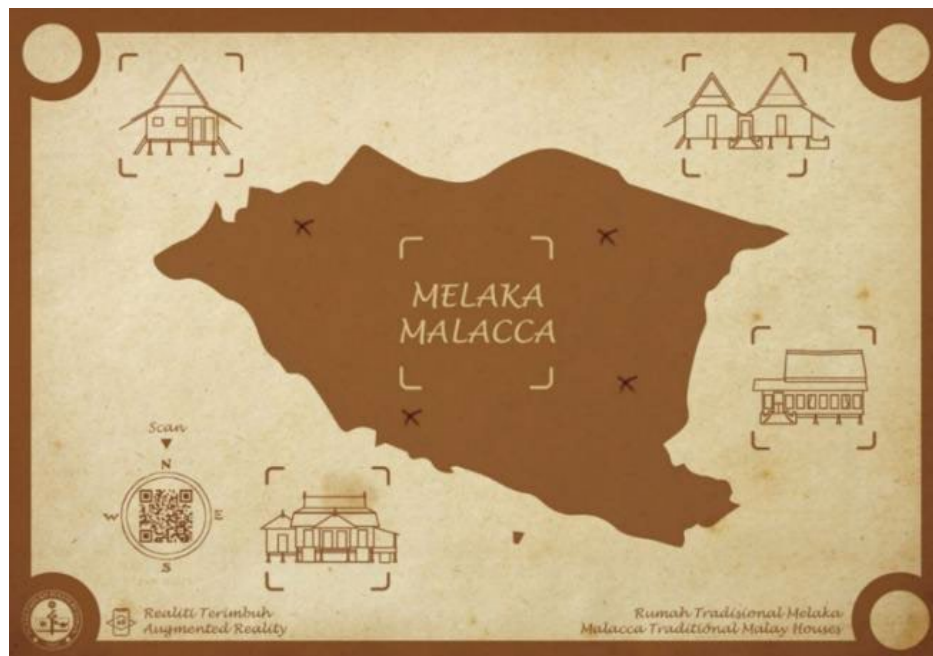 MELAKA
MALACCA
Scan
N
W
E
S
Realiti Terimbuh
Augmented Reality
Rumah Tradisional Melaka
Malacca Traditional Malay Houses